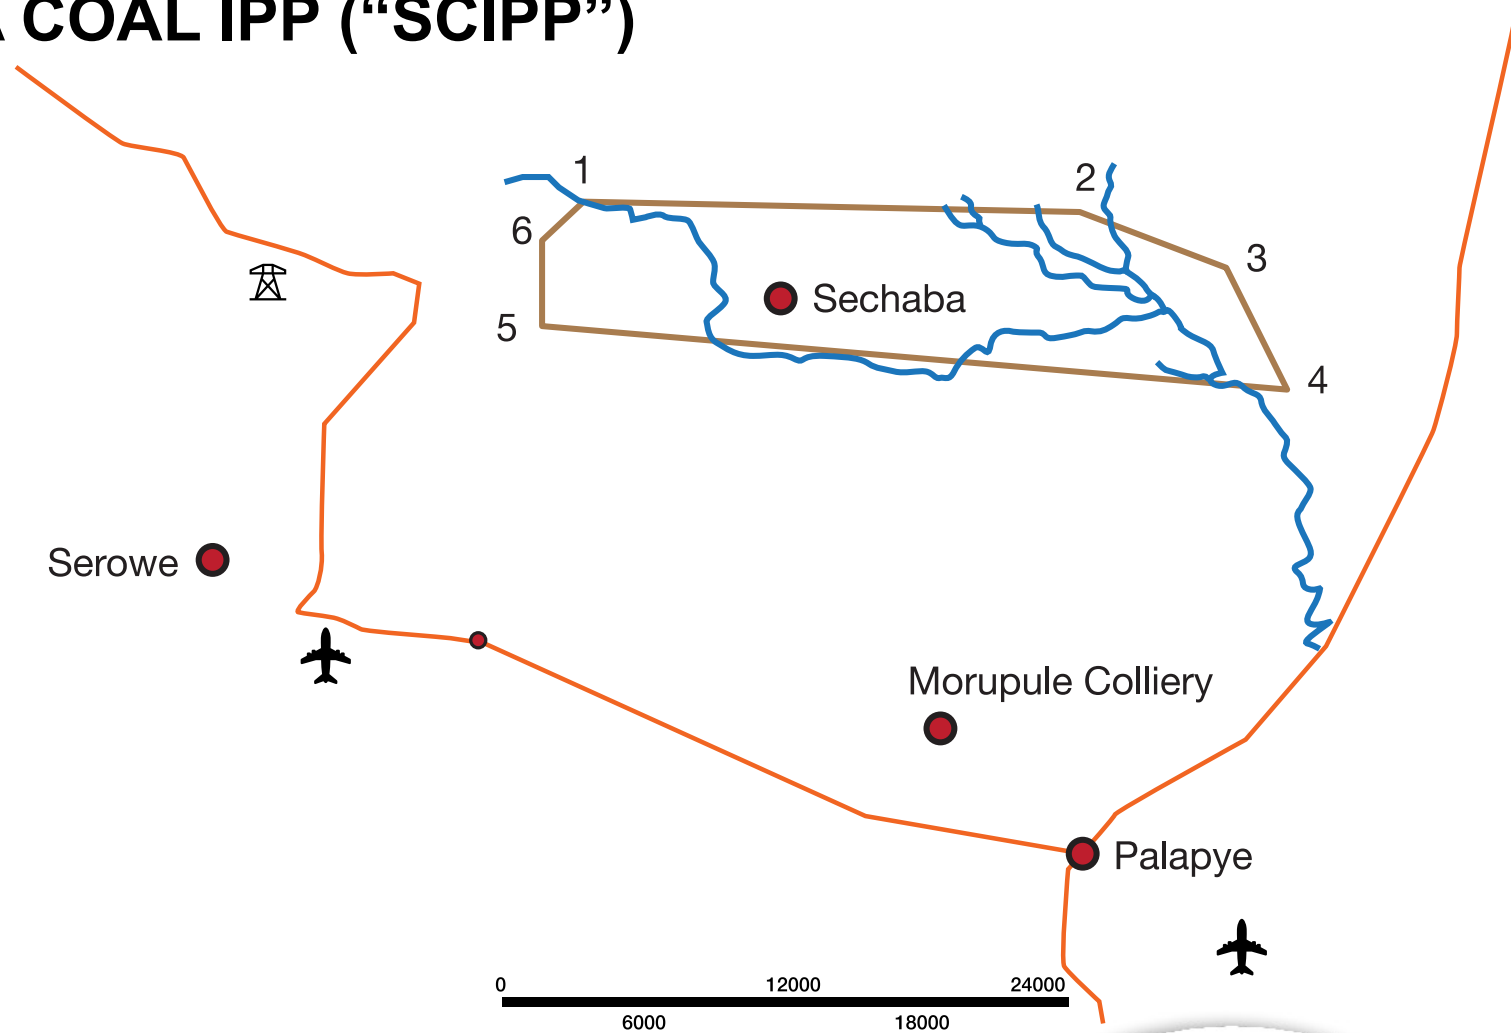 COAL IPP (“SCIPP”)
1
2
6
3
Sechaba
5
4
Serowe
Morupule Colliery
Palapye
0 12000 24000
6000 18000